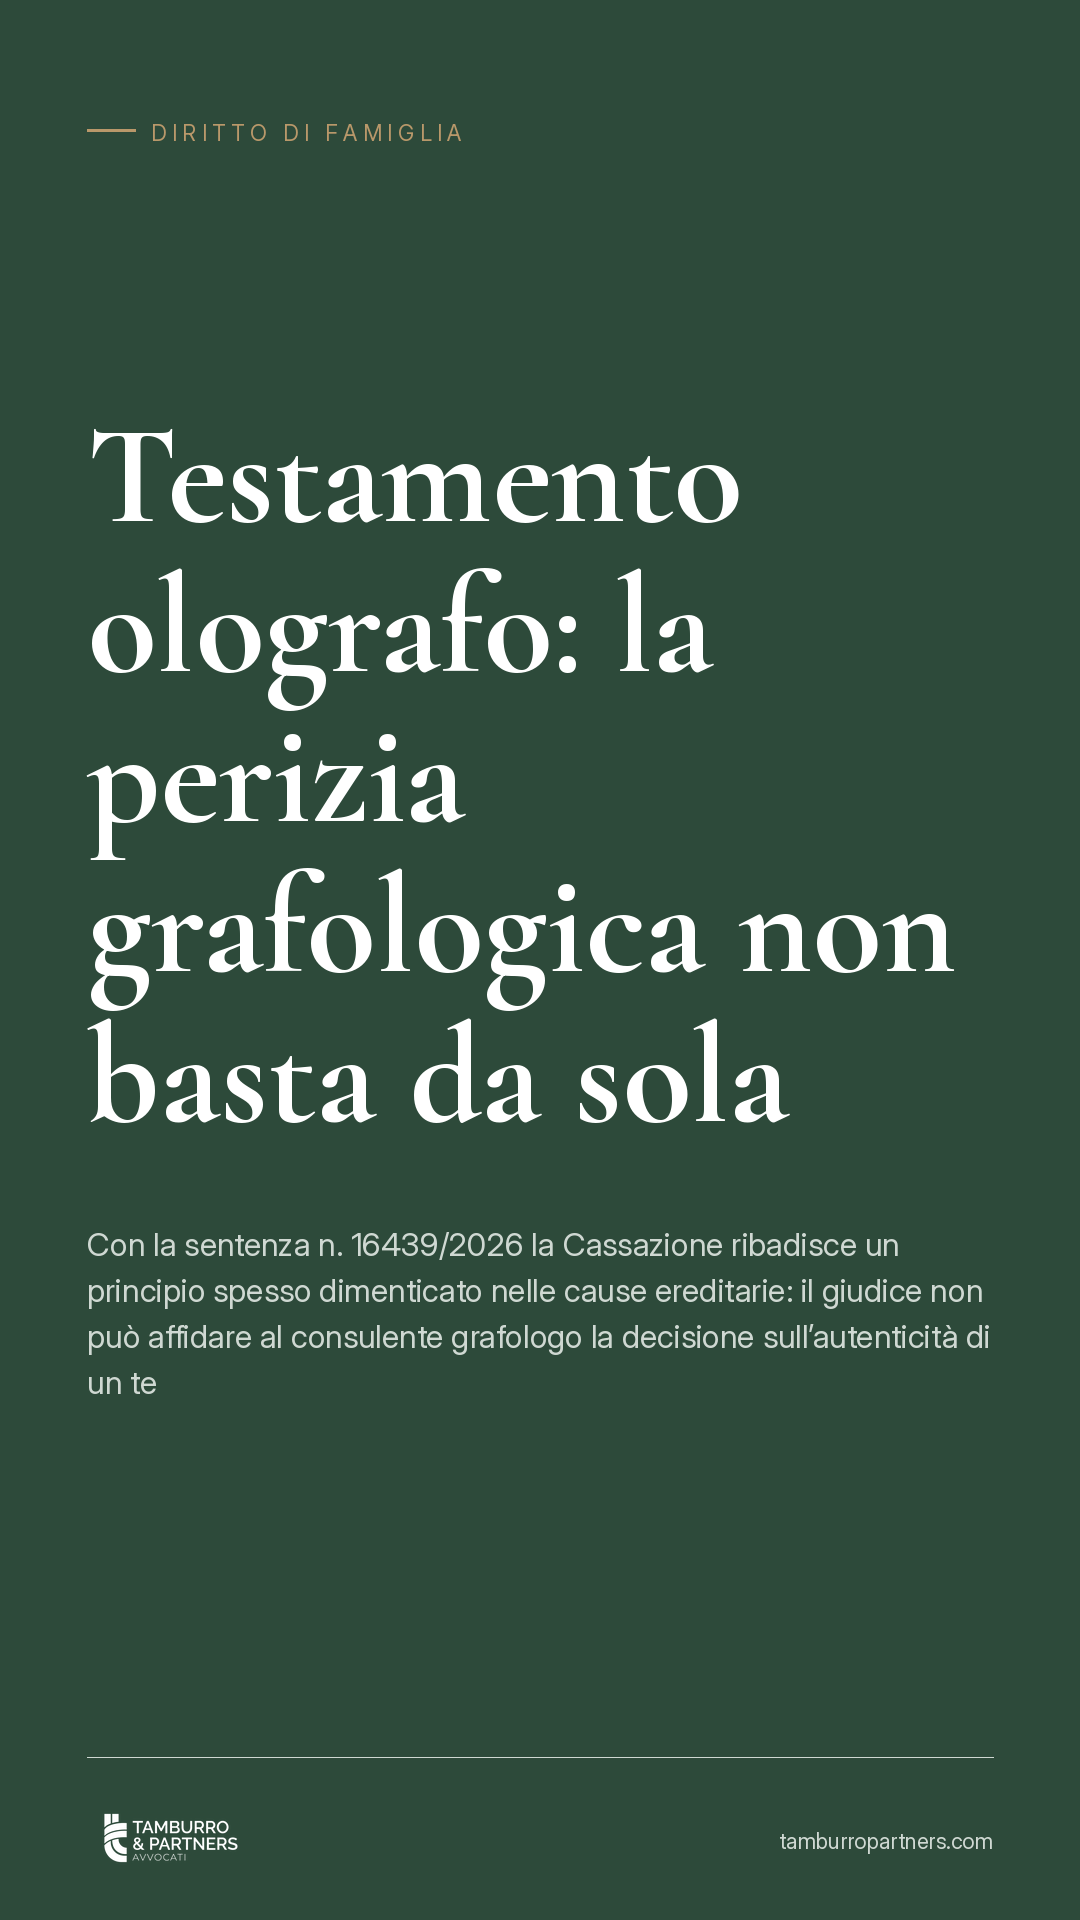 DIRITTO DI FAMIGLIA
Testamento
olografo: la
perizia
grafologica non
basta da sola
Con la sentenza n. 16439/2026 la Cassazione ribadisce un
principio spesso dimenticato nelle cause ereditarie: il giudice non
può affidare al consulente grafologo la decisione sull’autenticità di
un te
TAMBURRO
& PARTNERS
AVVOCATI
tamburropartners.com